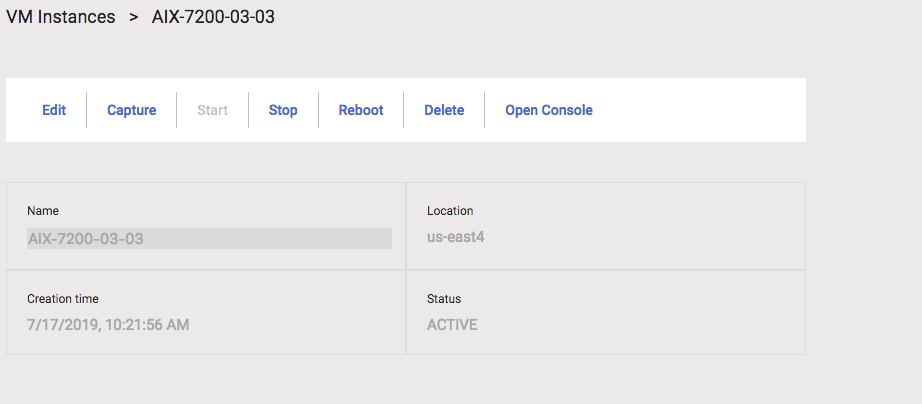 VM Instances > AIX-7200-03-03
Edit Capture Start Stop Reboot Delete Open Console
Name
AIX-7200-03-03
Location
us-east4
Creation time
7/17/2019, 10:21:56 AM
Status
ACTIVE